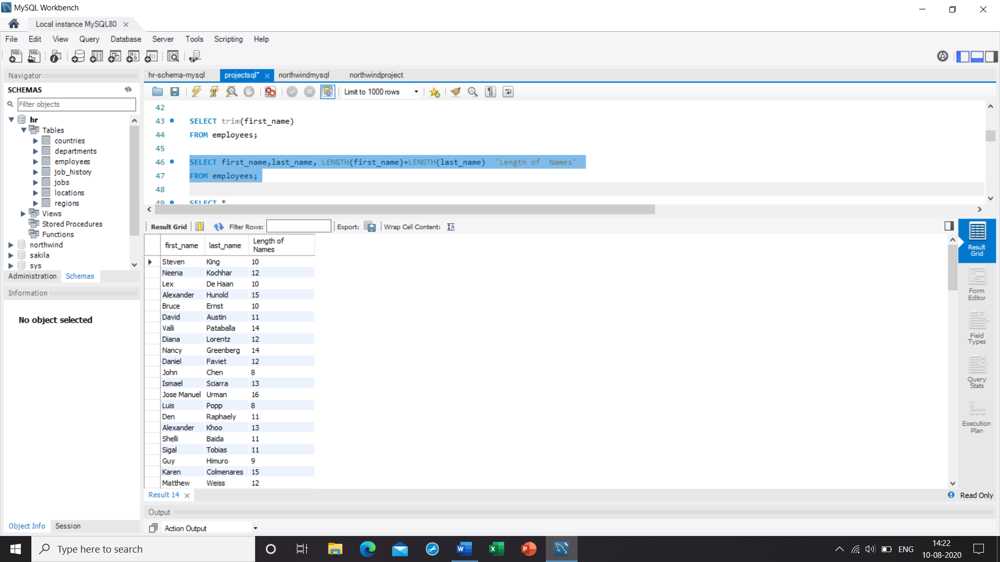 MySQL Workbench
Local instance MySQL80
File Edit View Query Database Server Tools Scripting Help
Navigator
SCHEMAS
Filter objects
hr
Tables
countries
departments
employees
job_history
jobs
locations
regions
Views
Stored Procedures
Functions
northwind
sakila
sys
Administration Schemas
Information
No object selected
Object Info Session
hr-schema-mysql projectsql* northwindmysql northwindproject
Limit to 1000 rows
42
43 SELECT trim(first_name)
44 FROM employees;
45
46 SELECT first_name,last_name, LENGTH(first_name)+LENGTH(last_name) 'Length of  Names'
47 FROM employees;
48
49 SELECT *
Result Grid Filter Rows: Export: Wrap Cell Content:
first_name last_name Length of
Names
Steven King 10
Neena Kochhar 12
Lex De Haan 10
Alexander Hunold 15
Bruce Ernst 10
David Austin 11
Valli Pataballa 14
Diana Lorentz 12
Nancy Greenberg 14
Daniel Faviet 12
John Chen 8
Ismael Sciarra 13
Jose Manuel Urman 16
Luis Popp 8
Den Raphaely 11
Alexander Khoo 13
Shelli Baida 11
Sigal Tobias 11
Guy Himuro 9
Karen Colmenares 15
Matthew Weiss 12
Result
Grid
Form
Editor
Field
Types
Query
Stats
Execution
Plan
Result 14
Read Only
Output
Action Output
Type here to search
ENG
14:22
10-08-2020